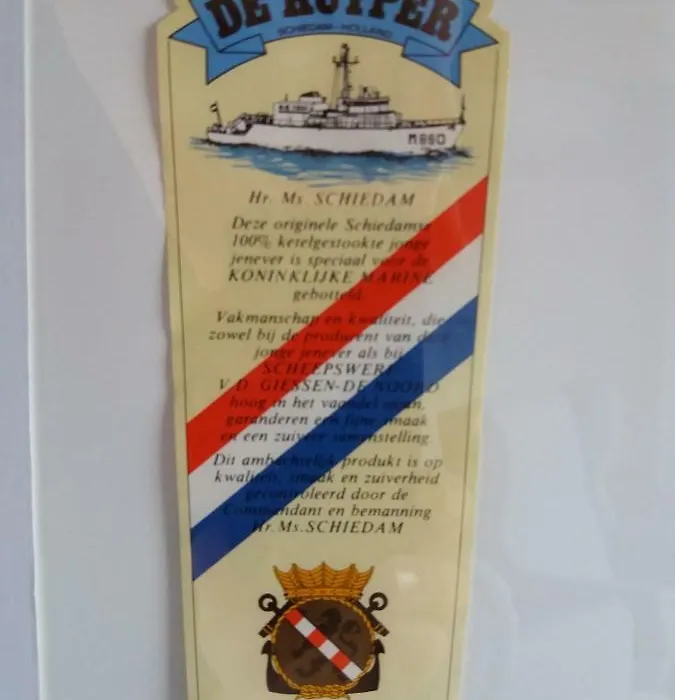 DE KUYPER
SCHIEDAM - HOLLAND
M860
Hr. Ms. SCHIEDAM
Deze originele Schiedamse
100% ketelgestookte jonge
jenever is speciaal voor de
KONINKLIJKE MARINE
gebotteld.
Vakmanschap en kwaliteit, die
zowel bij de producent van deze
jonge jenever als bij
SCHEEPSWERF
V.D. GIESSEN-DE NOORD
hoog in het vaandel staan,
garanderen een fijne smaak
en een zuivere samenstelling.
Dit ambachtelijk produkt is op
kwaliteit, smaak en zuiverheid
gecontroleerd door de
Commandant en bemanning
Hr. Ms. SCHIEDAM